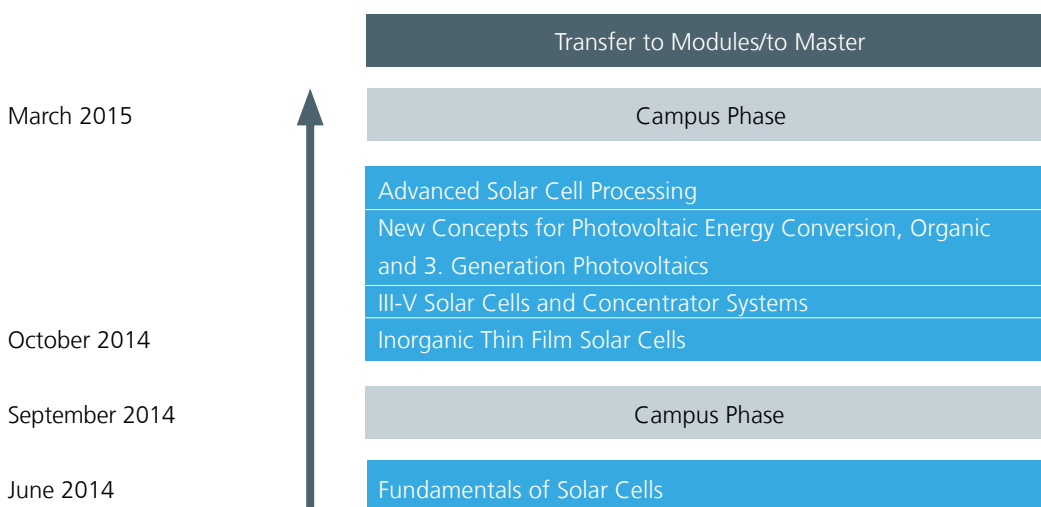 Transfer to Modules/to Master
March 2015
Campus Phase
Advanced Solar Cell Processing
New Concepts for Photovoltaic Energy Conversion, Organic
and 3. Generation Photovoltaics
III-V Solar Cells and Concentrator Systems
October 2014
Inorganic Thin Film Solar Cells
September 2014
Campus Phase
June 2014
Fundamentals of Solar Cells